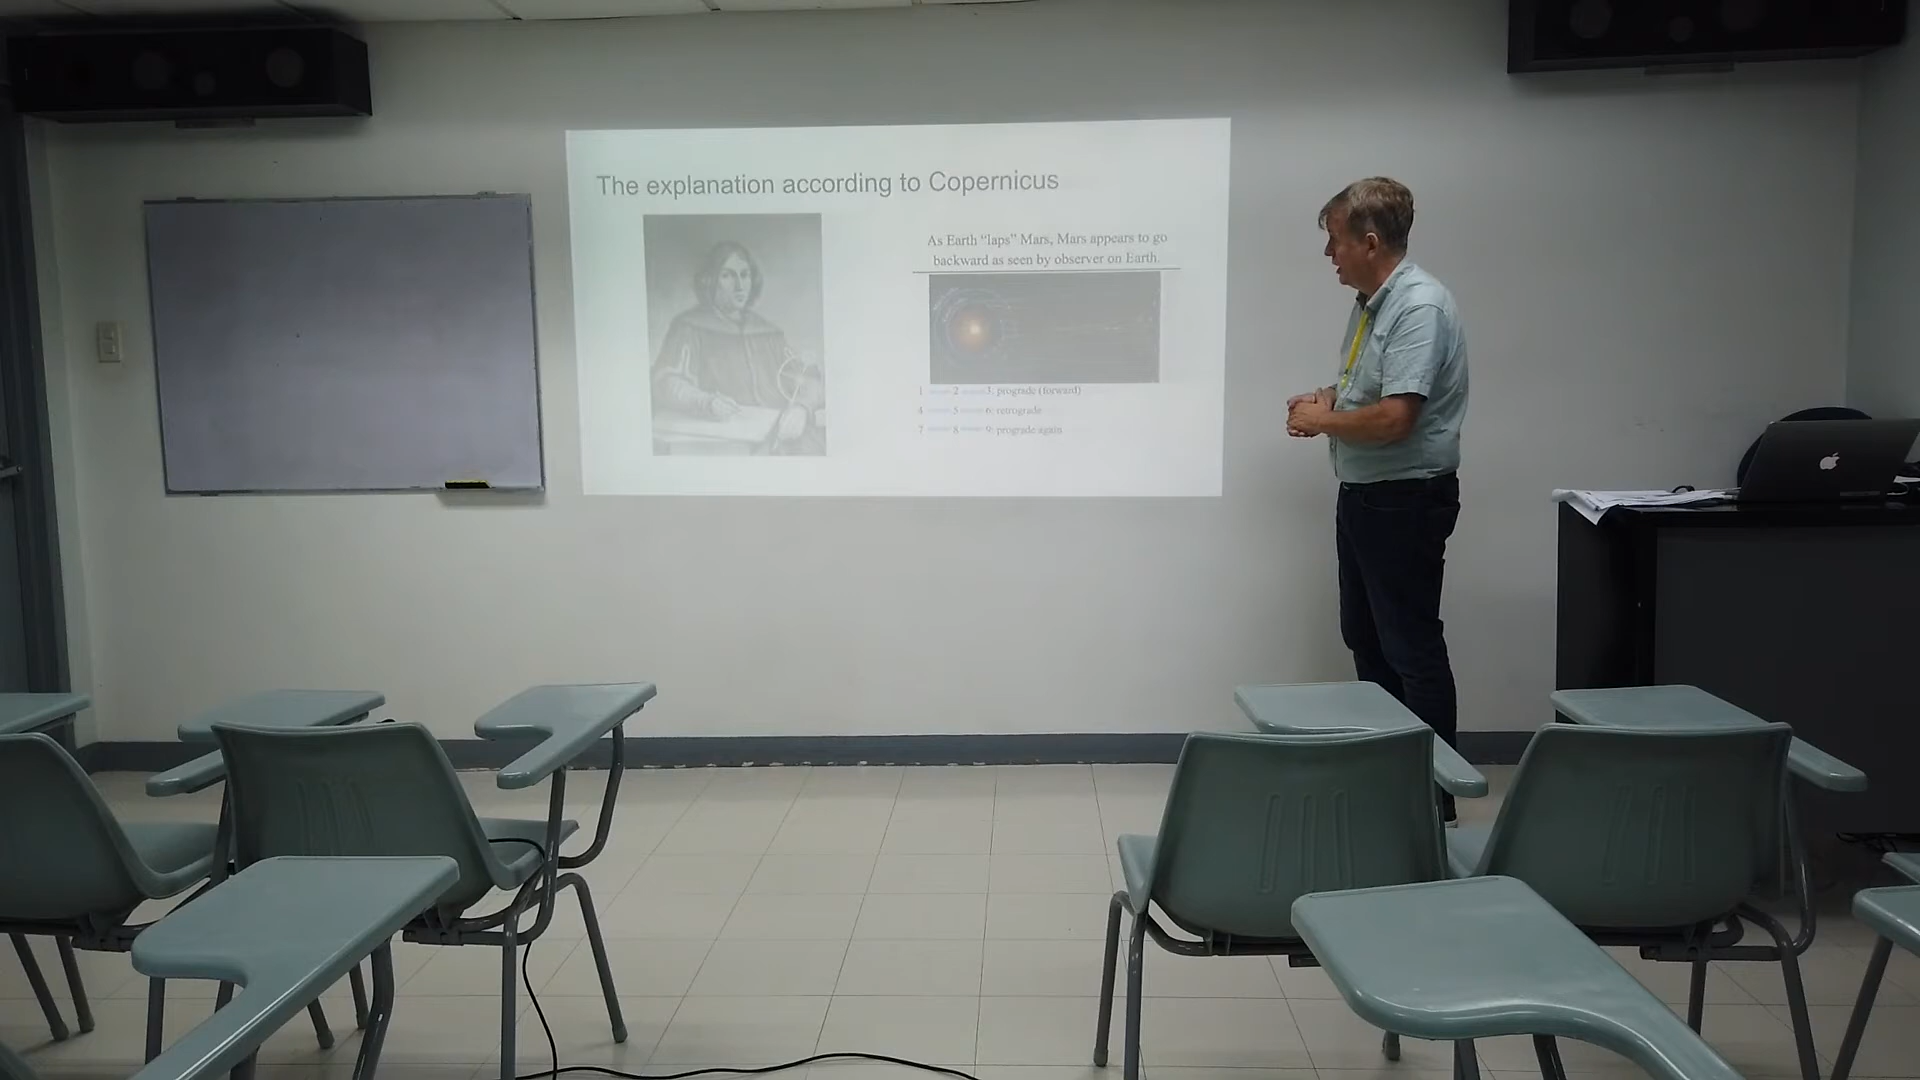 The explanation according to Copernicus
As Earth “laps” Mars, Mars appears to go
backward as seen by observer on Earth.
1 2 3: prograde (forward)
4 5 6: retrograde
7 8 9: prograde again